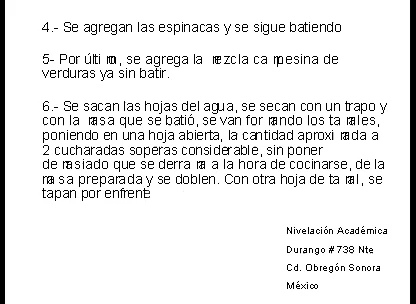 4.- Se agregan las espinacas y se sigue batiendo
5- Por último, se agrega la mezcla campesina de
verduras ya sin batir.
6.- Se sacan las hojas del agua, se secan con un trapo y
con la masa que se batió, se van formando los tamales,
poniendo en una hoja abierta, la cantidad aproximada a
2 cucharadas soperas considerable, sin poner
demasiado que se derrama a la hora de cocinarse, de la
masa preparada y se doblen. Con otra hoja de tamal, se
tapan por enfrente.
Nivelación Académica
Durango # 738 Nte
Cd. Obregón Sonora
México